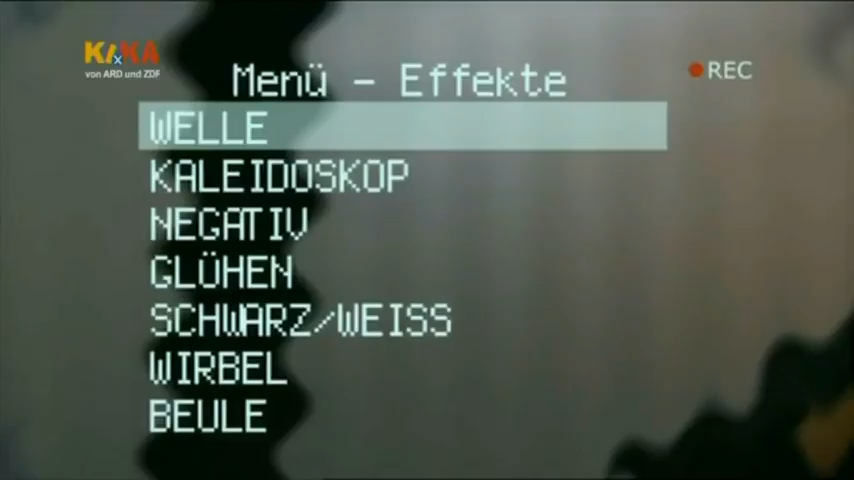 KiKA
von ARD und ZDF
REC
Menü - Effekte
WELLE
KALEIDOSKOP
NEGATIV
GLÜHEN
SCHWARZ/WEISS
WIRBEL
BEULE